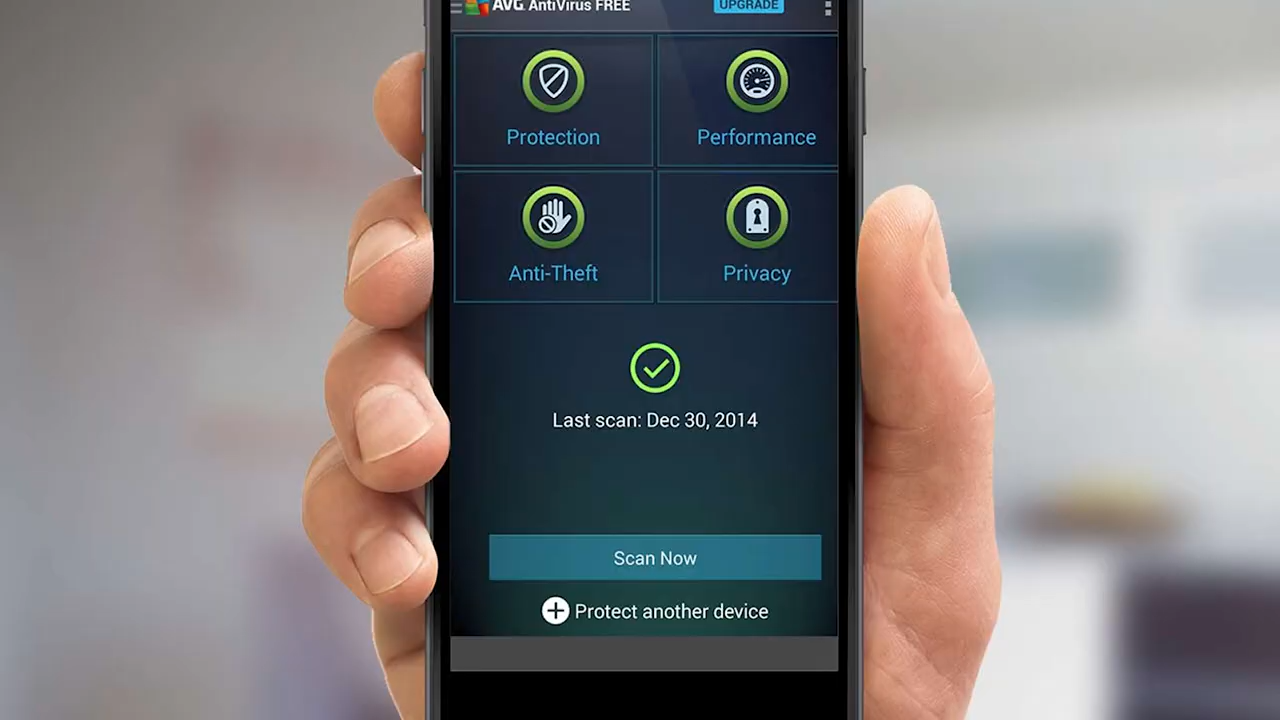 AVG. AntiVirus FREE
UPGRADE
Protection
Performance
Anti-Theft
Privacy
Last scan: Dec 30, 2014
Scan Now
Protect another device